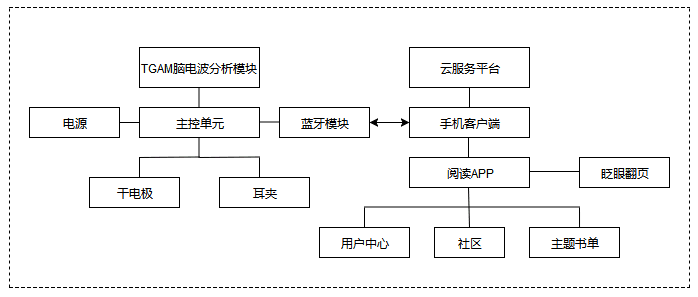 TGAM脑电波分析模块
云服务平台
电源
主控单元
蓝牙模块
手机客户端
阅读APP
眨眼翻页
干电极
耳夹
用户中心
社区
主题书单